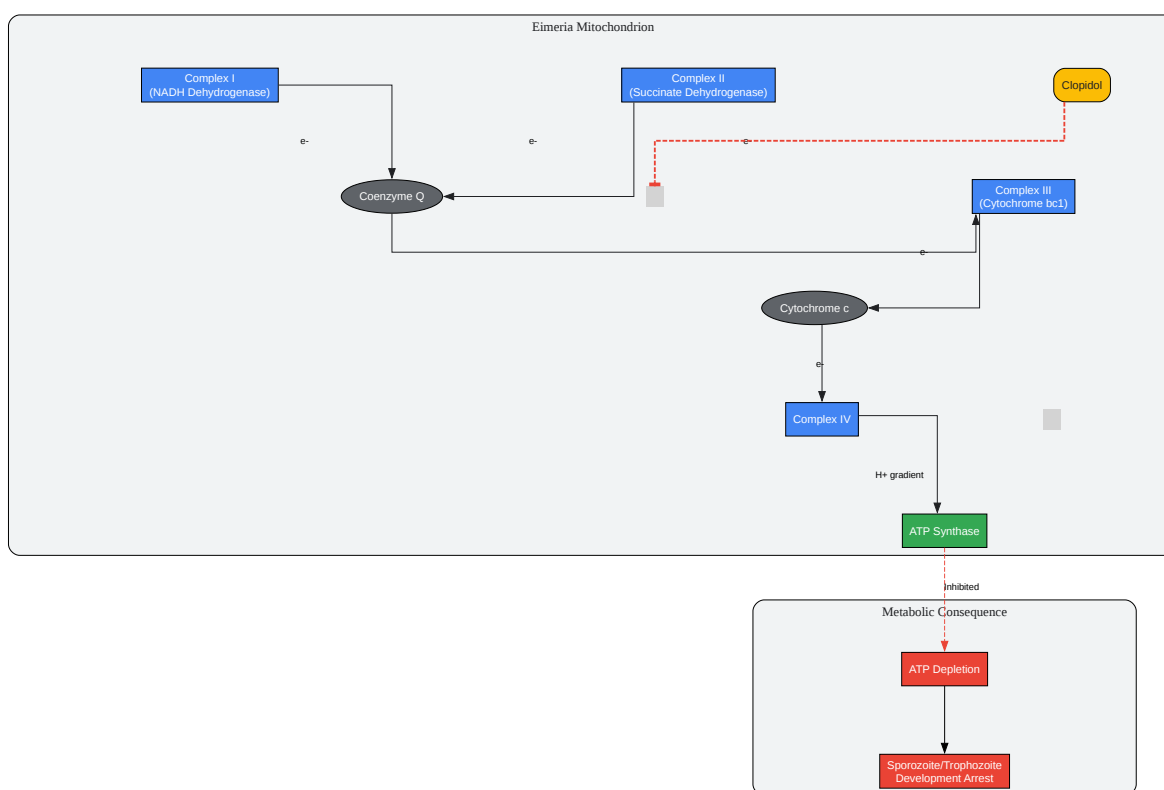 Eimeria Mitochondrion
Complex I
(NADH Dehydrogenase)
Complex II
(Succinate Dehydrogenase)
Clopidol
e-
e-
e-
Coenzyme Q
Complex III
(Cytochrome bc1)
e-
Cytochrome c
e-
Complex IV
H+ gradient
ATP Synthase
Inhibited
Metabolic Consequence
ATP Depletion
Sporozoite/Trophozoite
Development Arrest